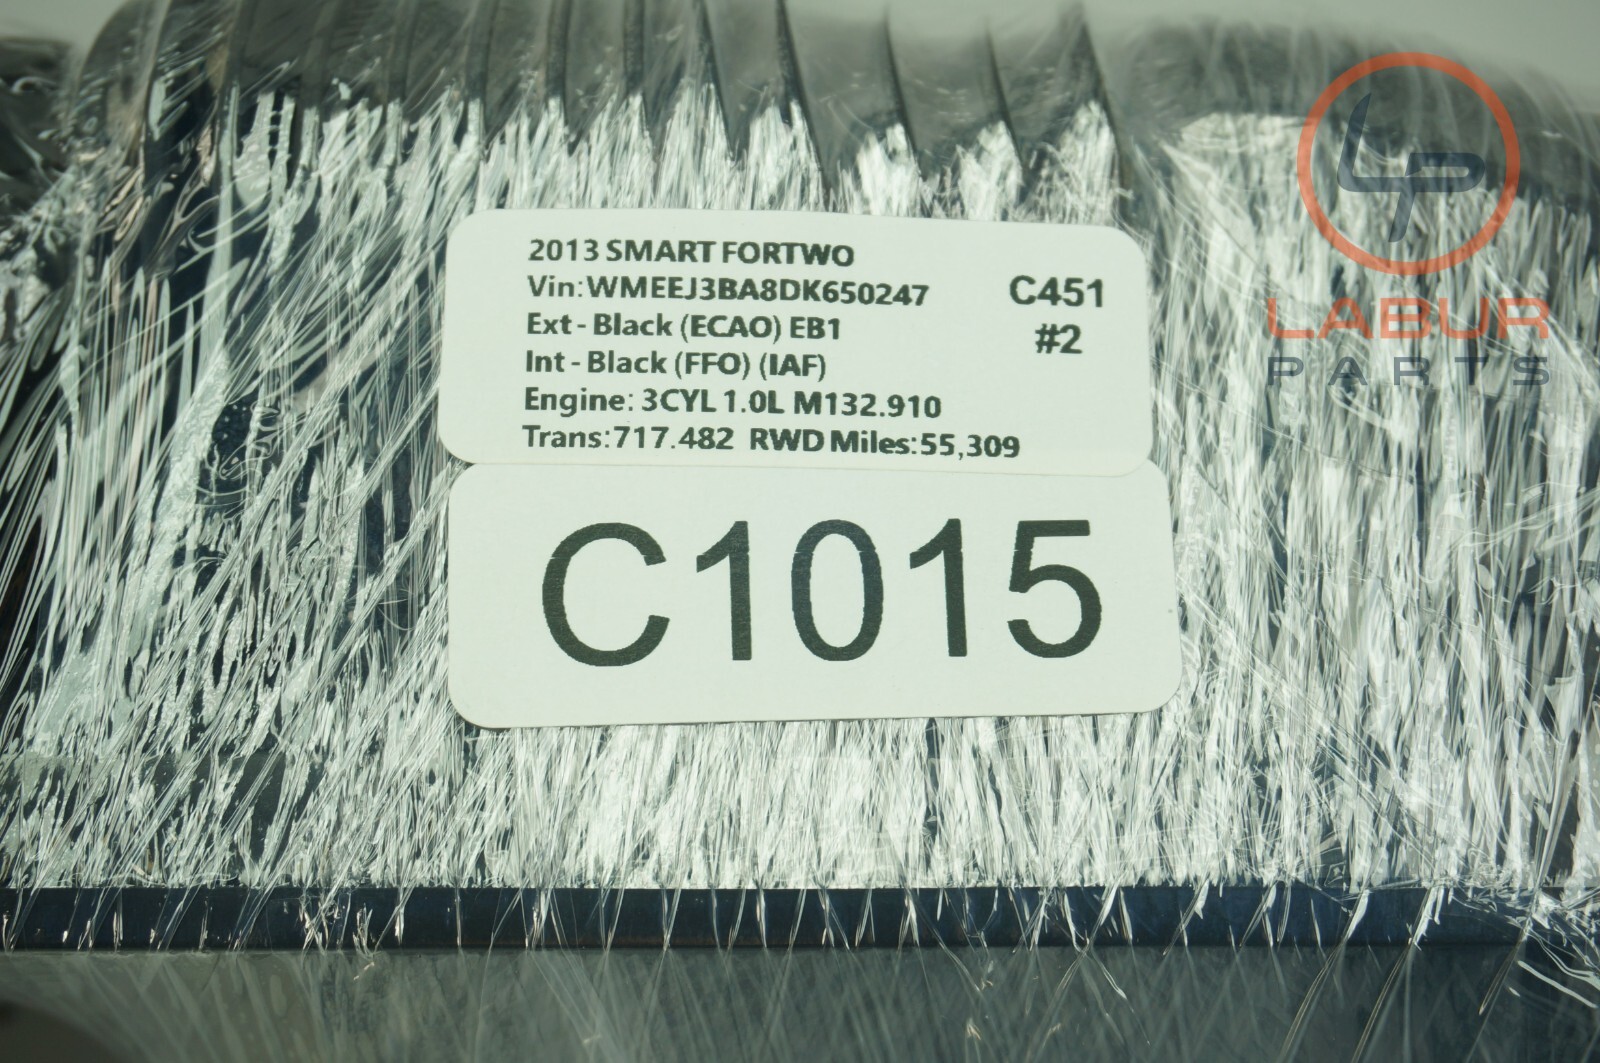 2013 SMART FORTWO
Vin:WMEEJ3BA8DK650247
Ext - Black (ECAO) EB1
Int - Black (FFO) (IAF)
Engine: 3CYL 1.0L M132.910
Trans:717.482 RWD Miles:55,309
C451
#2
C1015
LP
LABUR
PARTS